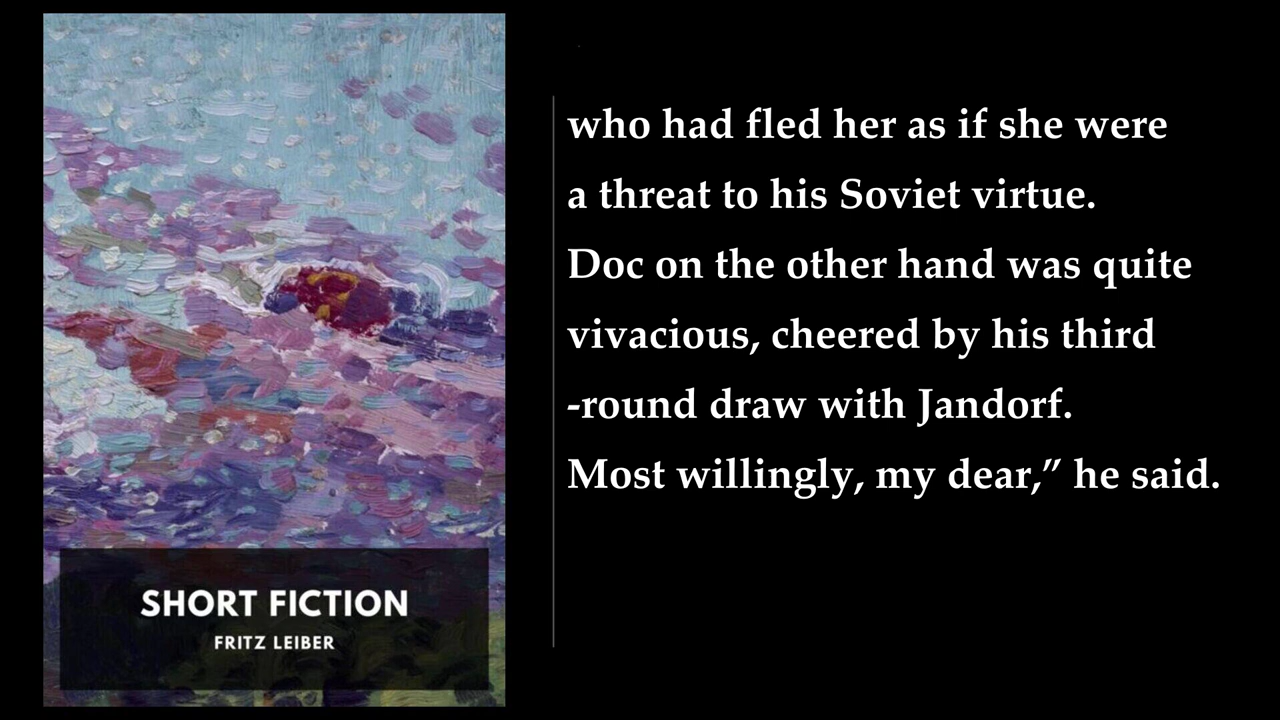 SHORT FICTION
FRITZ LEIBER
who had fled her as if she were
a threat to his Soviet virtue.
Doc on the other hand was quite
vivacious, cheered by his third
-round draw with Jandorf.
Most willingly, my dear,” he said.